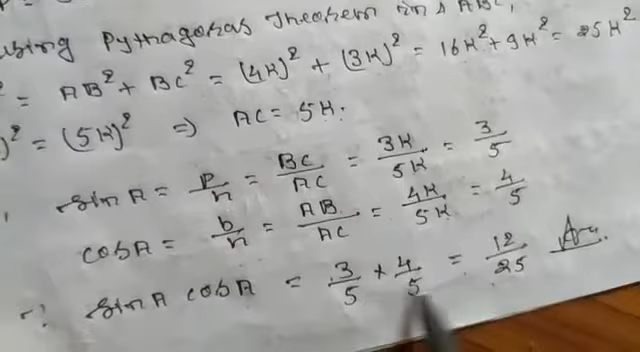 using Pythagoras Theorem in Δ ABC,
² = AB² + BC² = (4K)² + (3K)² = 16K² + 9K² = 25K²
)² = (5K)² ⇒ AC = 5K.
sin A = p/h = BC/AC = 3K/5K = 3/5
cos A = b/h = AB/AC = 4K/5K = 4/5
∴ sin A cos A = 3/5 × 4/5 = 12/25 Ans.